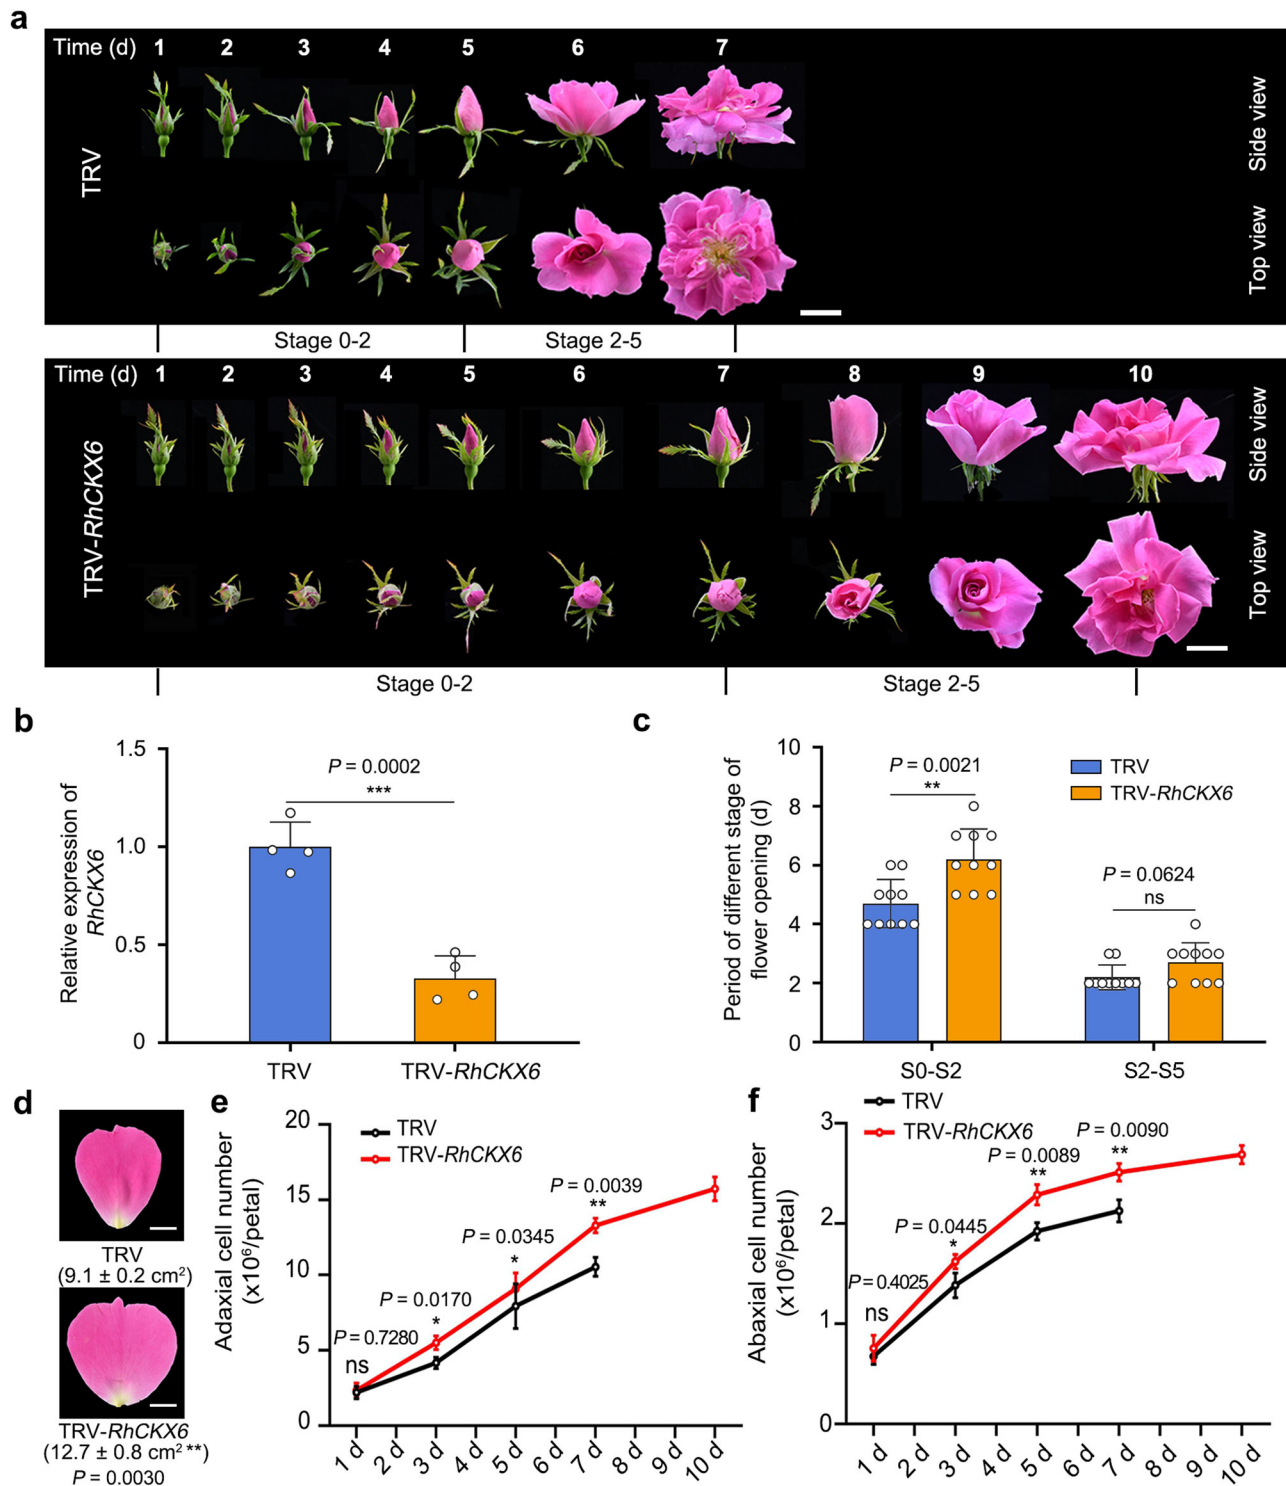 a
Time (d) 1 2 3 4 5 6 7
TRV
Side view
Top view
Stage 0-2 Stage 2-5
Time (d) 1 2 3 4 5 6 7 8 9 10
TRV-RhCKX6
Side view
Top view
Stage 0-2 Stage 2-5
b
Relative expression of
RhCKX6
1.5
1.0
0.5
0
P = 0.0002
***
TRV TRV-RhCKX6
c
Period of different stage of
flower opening (d)
10
8
6
4
2
0
P = 0.0021
**
TRV
TRV-RhCKX6
P = 0.0624
ns
S0-S2 S2-S5
d
TRV
(9.1 ± 0.2 cm²)
TRV-RhCKX6
(12.7 ± 0.8 cm² **)
P = 0.0030
e
Adaxial cell number
(x10⁶/petal)
20
15
10
5
0
TRV
TRV-RhCKX6
P = 0.7280
ns
P = 0.0170
*
P = 0.0345
*
P = 0.0039
**
1 d 2 d 3 d 4 d 5 d 6 d 7 d 8 d 9 d 10 d
f
Abaxial cell number
(x10⁶/petal)
3
2
1
0
TRV
TRV-RhCKX6
P = 0.4025
ns
P = 0.0445
*
P = 0.0089
**
P = 0.0090
**
1 d 2 d 3 d 4 d 5 d 6 d 7 d 8 d 9 d 10 d